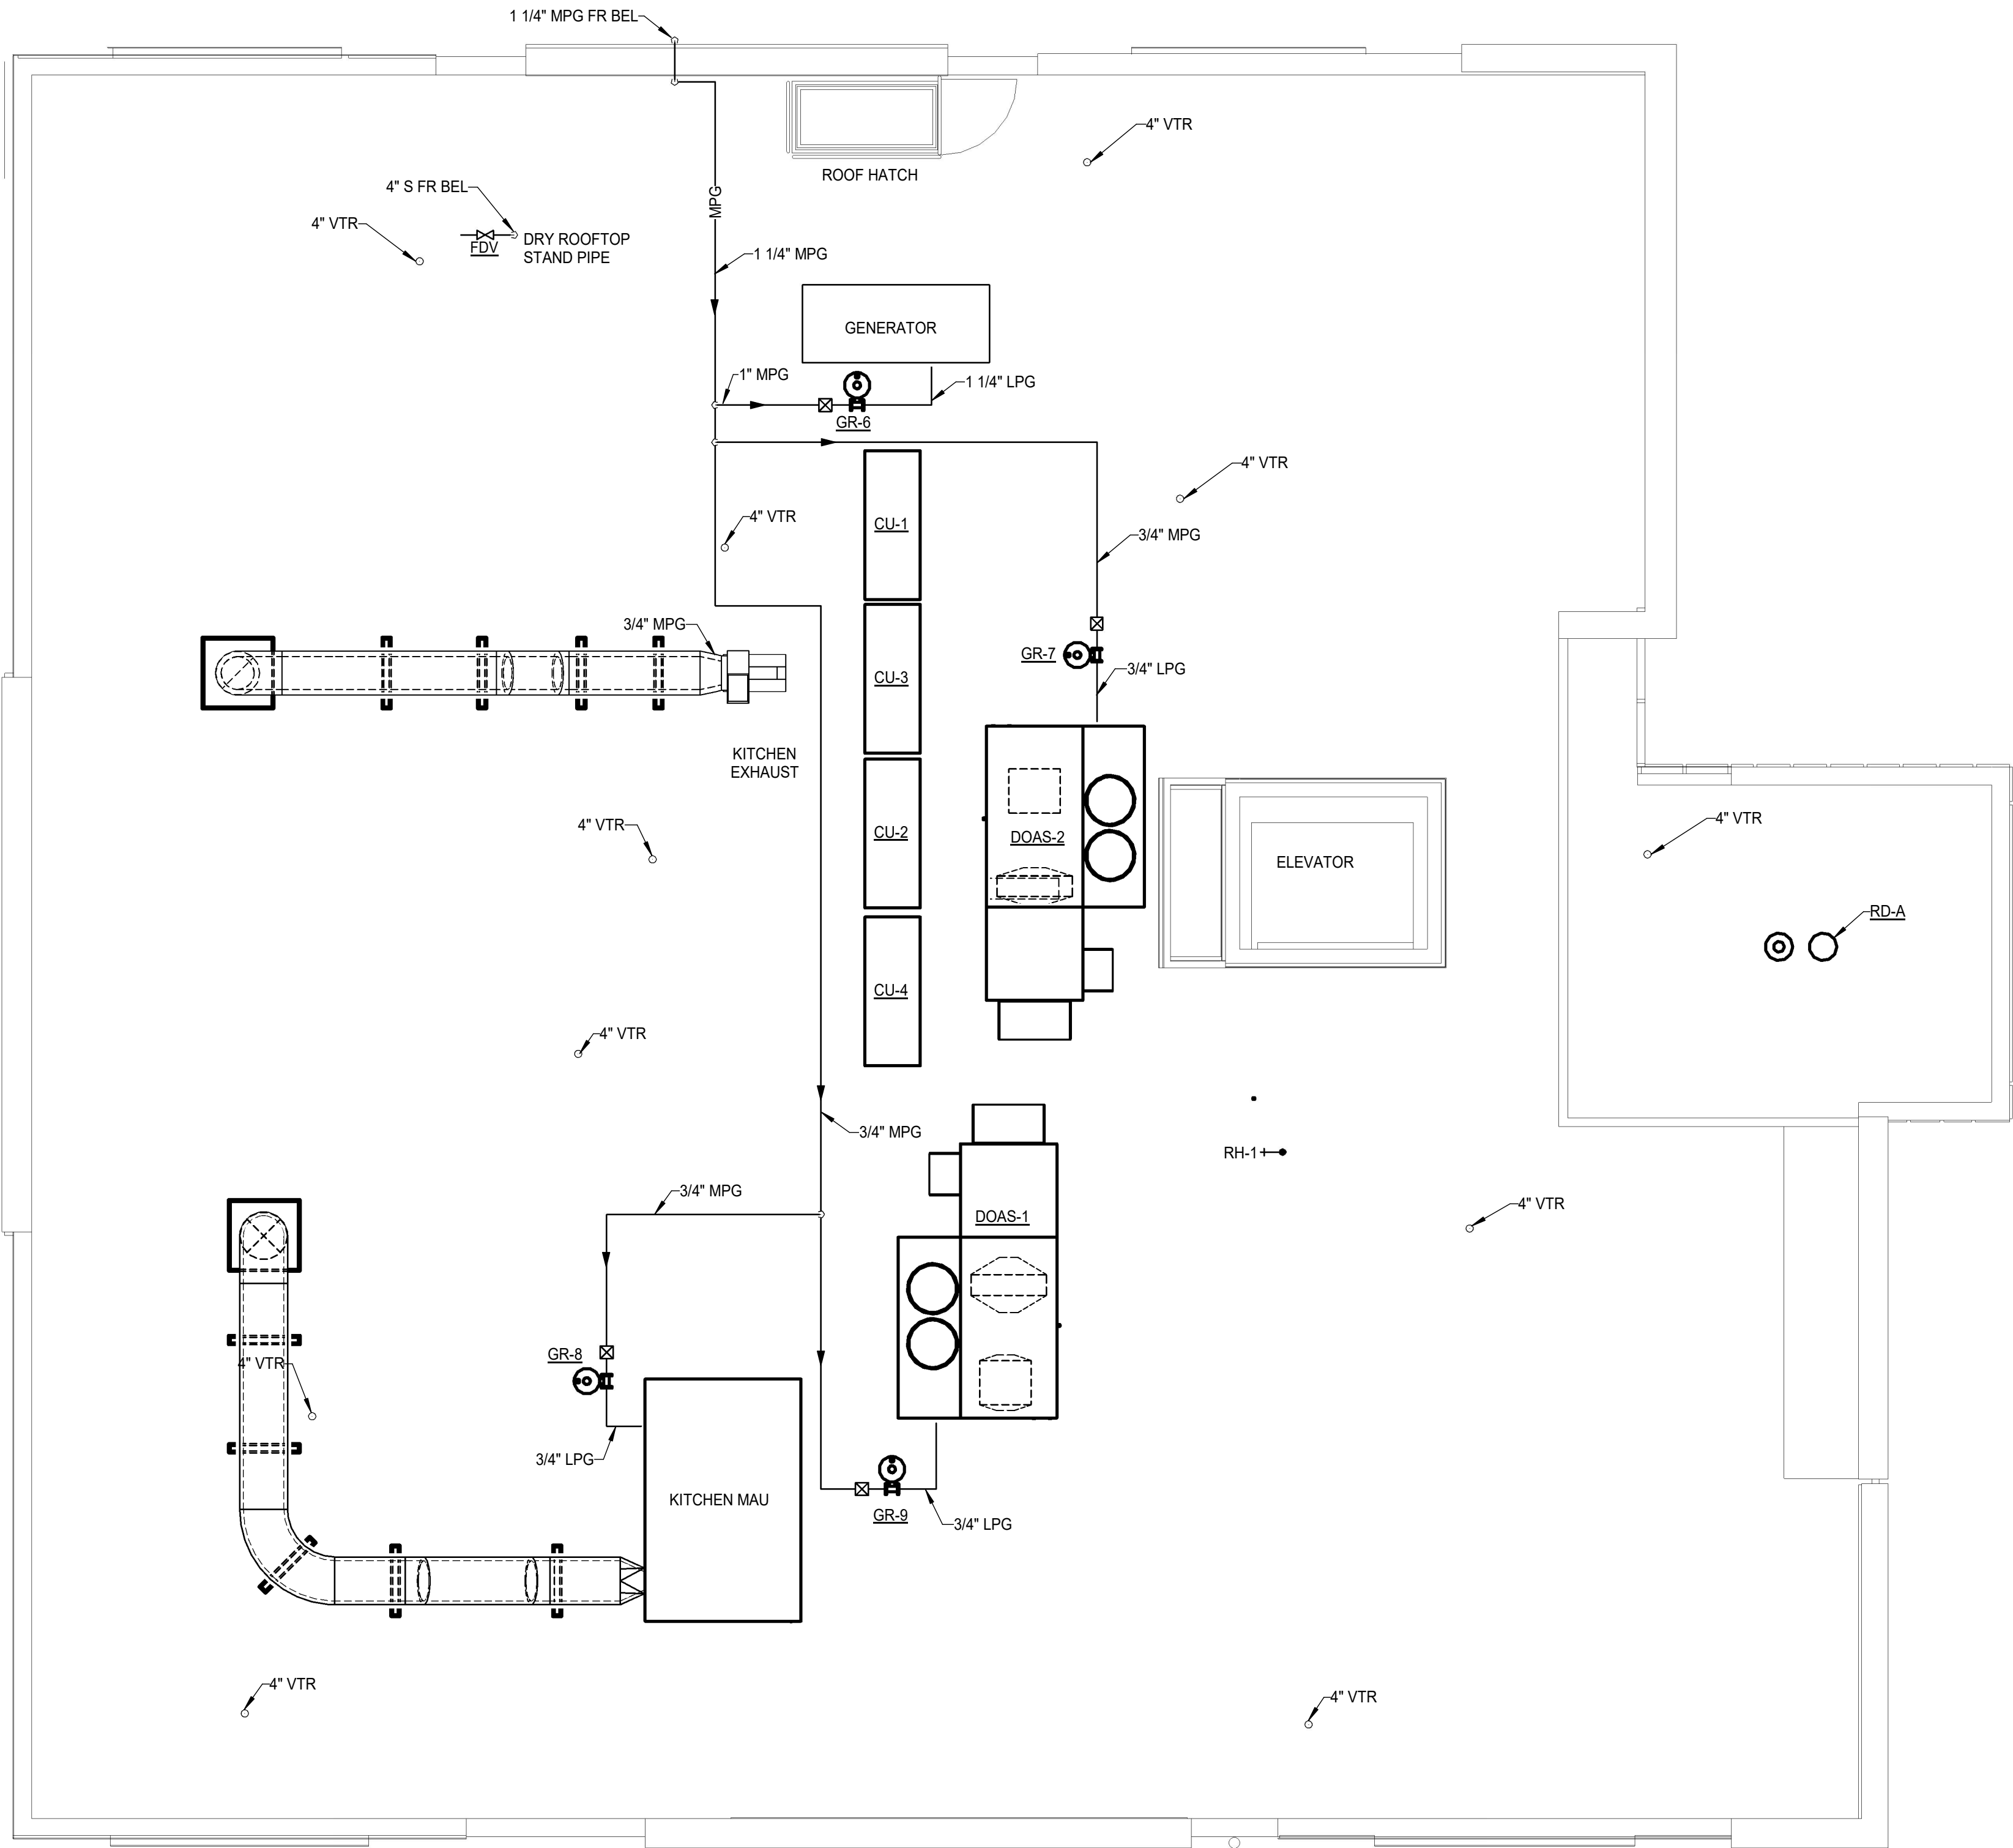 1 1/4" MPG FR BEL
4" VTR
ROOF HATCH
4" S FR BEL
MPG
4" VTR
FDV
DRY ROOFTOP
STAND PIPE
1 1/4" MPG
GENERATOR
1" MPG
1 1/4" LPG
GR-6
4" VTR
4" VTR
CU-1
3/4" MPG
3/4" MPG
GR-7
3/4" LPG
CU-3
KITCHEN
EXHAUST
4" VTR
CU-2
DOAS-2
4" VTR
ELEVATOR
RD-A
CU-4
4" VTR
3/4" MPG
RH-1
3/4" MPG
4" VTR
DOAS-1
GR-8
4" VTR
3/4" LPG
KITCHEN MAU
GR-9
3/4" LPG
4" VTR
4" VTR